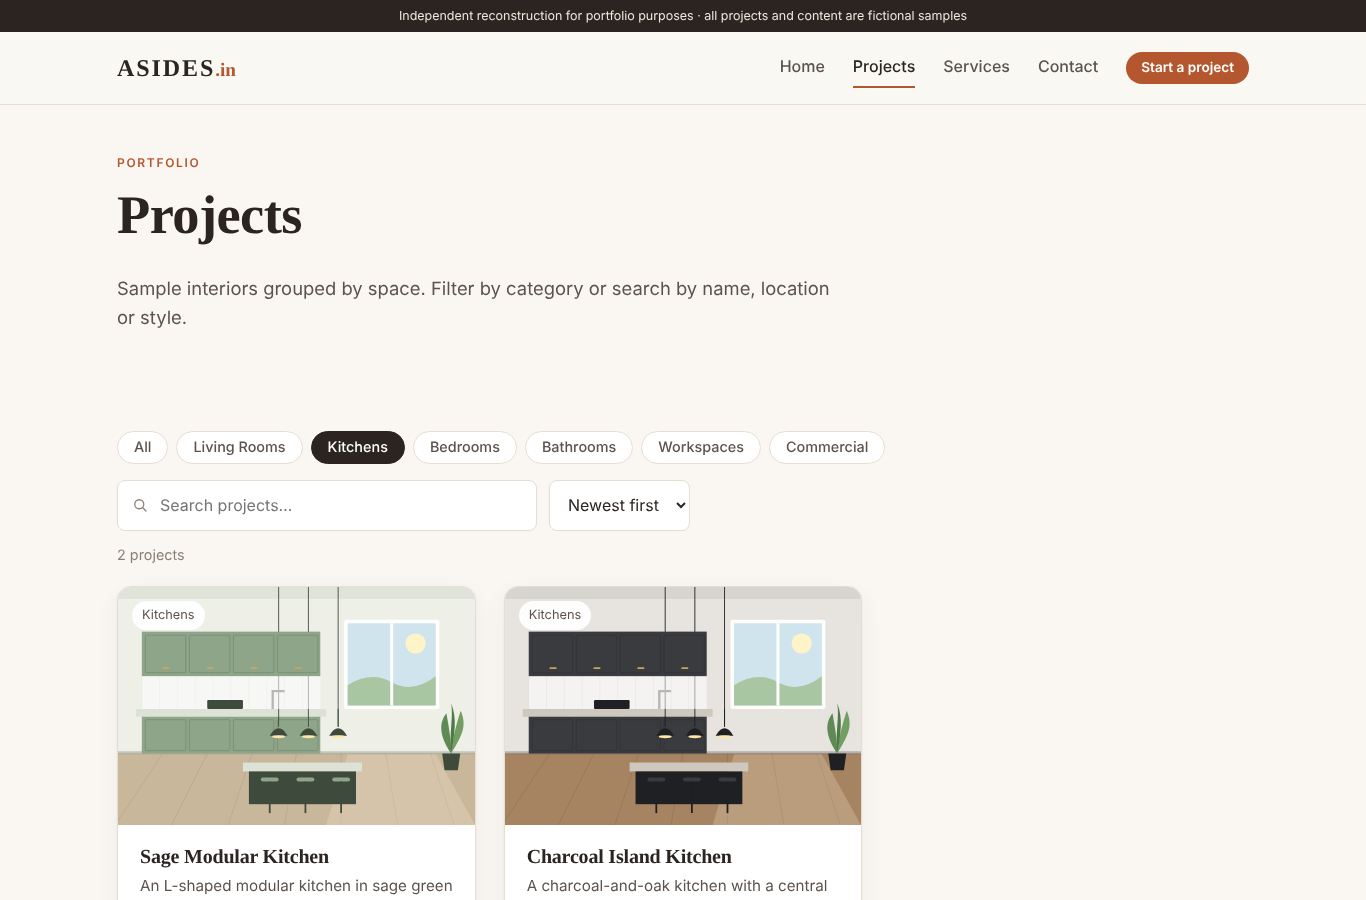 Independent reconstruction for portfolio purposes · all projects and content are fictional samples
ASIDES.in
Home
Projects
Services
Contact
Start a project
PORTFOLIO
Projects
Sample interiors grouped by space. Filter by category or search by name, location
or style.
All
Living Rooms
Kitchens
Bedrooms
Bathrooms
Workspaces
Commercial
Search projects...
Newest first
2 projects
Kitchens
Kitchens
Sage Modular Kitchen
An L-shaped modular kitchen in sage green
Charcoal Island Kitchen
A charcoal-and-oak kitchen with a central